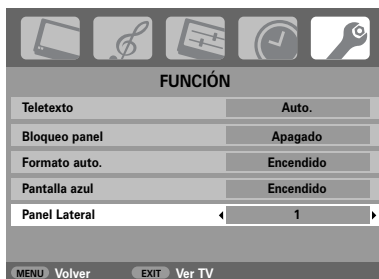 FUNCIÓN
Teletexto Auto.
Bloqueo panel Apagado
Formato auto. Encendido
Pantalla azul Encendido
Panel Lateral 1
MENU Volver EXIT Ver TV